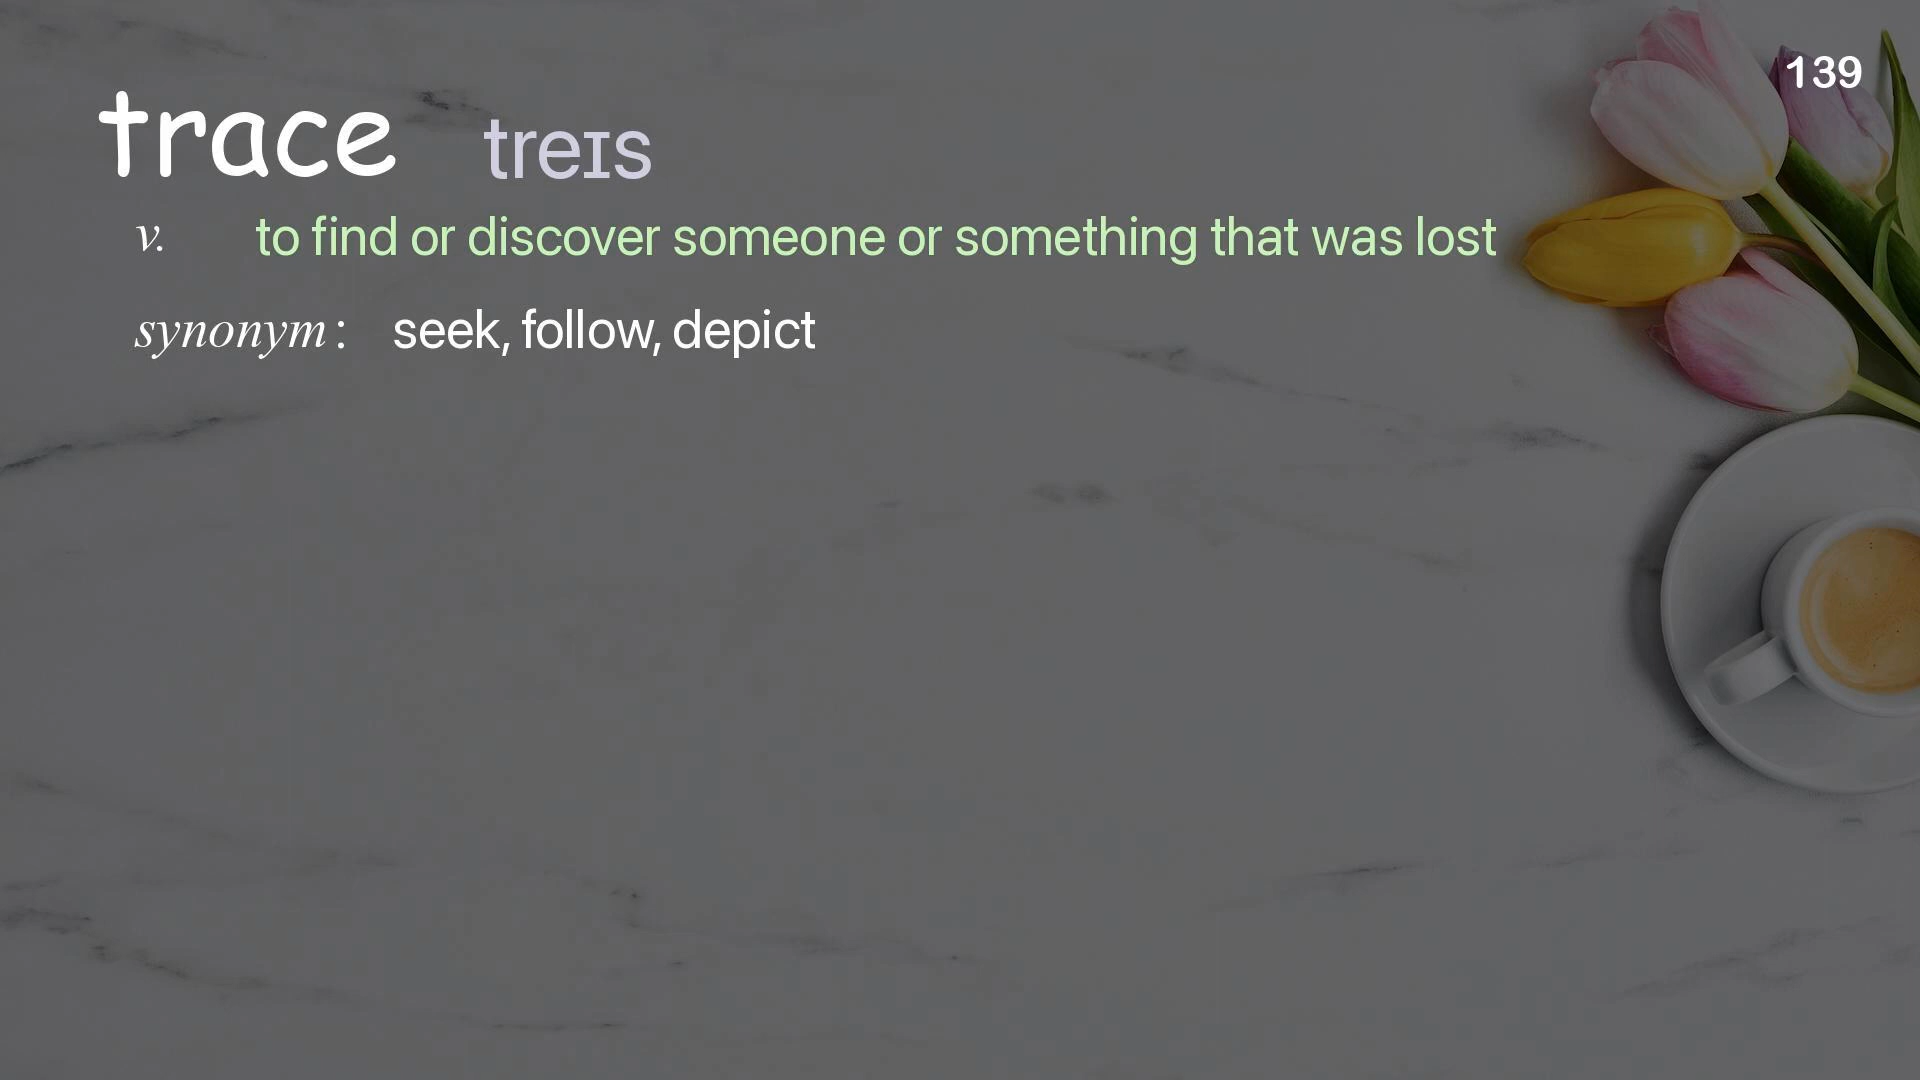 139
trace treɪs
v. to find or discover someone or something that was lost
synonym : seek, follow, depict